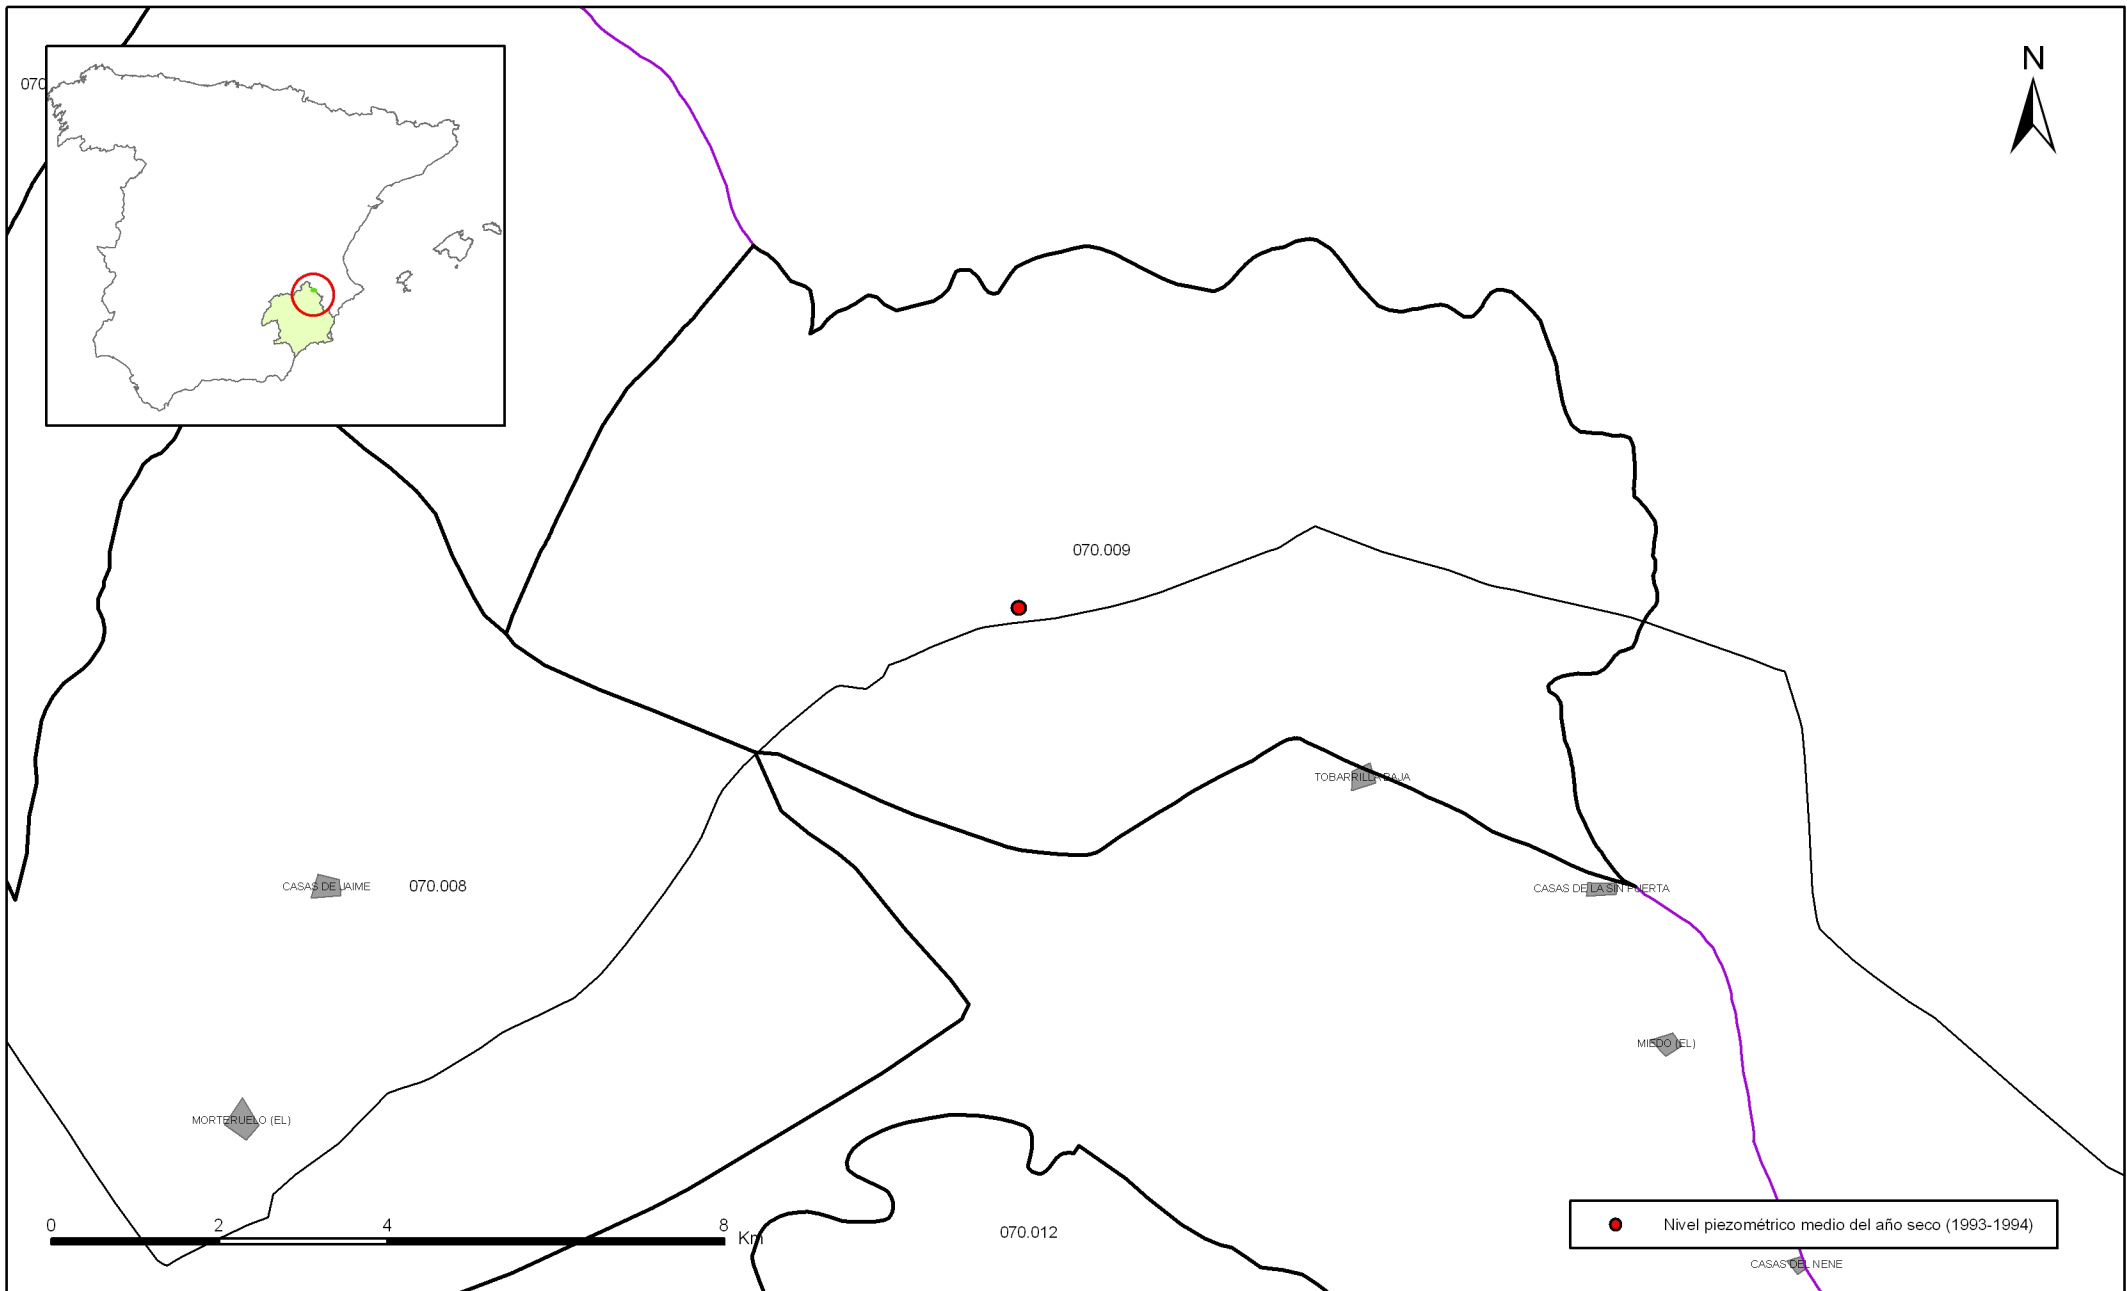 N
070
070.009
TOBARRILLA BAJA
CASAS DE JAIME
070.008
CASAS DE LA SIN PUERTA
MIEDO (EL)
MORTERUELO (EL)
0 2 4 8 Km
070.012
Nivel piezométrico medio del año seco (1993-1994)
CASAS DEL NENE